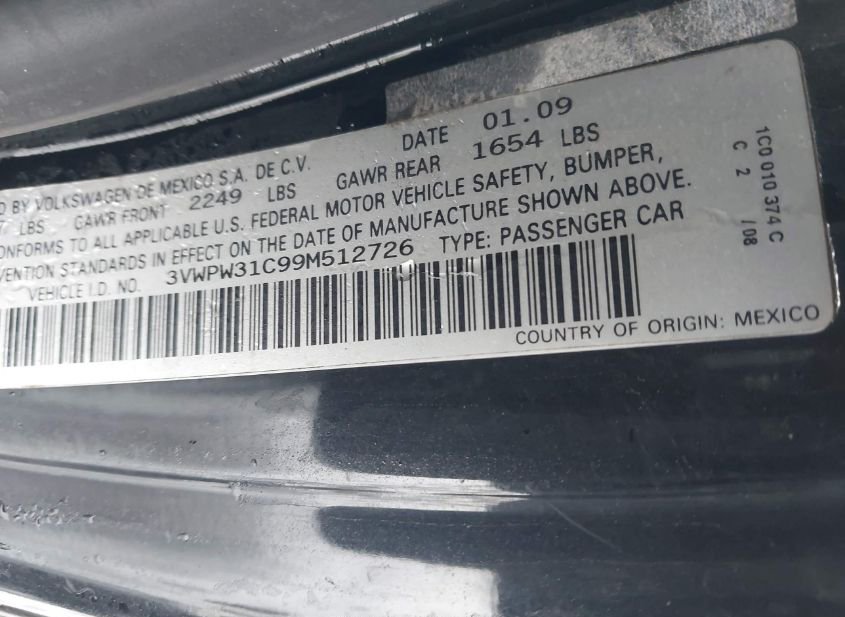 DATE 01.09
D BY VOLKSWAGEN DE MEXICO S.A. DE C.V.
LBS GAWR FRONT 2249 LBS GAWR REAR 1654 LBS
CONFORMS TO ALL APPLICABLE U.S. FEDERAL MOTOR VEHICLE SAFETY, BUMPER,
VENTION STANDARDS IN EFFECT ON THE DATE OF MANUFACTURE SHOWN ABOVE.
VEHICLE I.D. NO. 3VWPW31C99M512726 TYPE: PASSENGER CAR
COUNTRY OF ORIGIN: MEXICO
1C0 010 374 C
C 2 /08